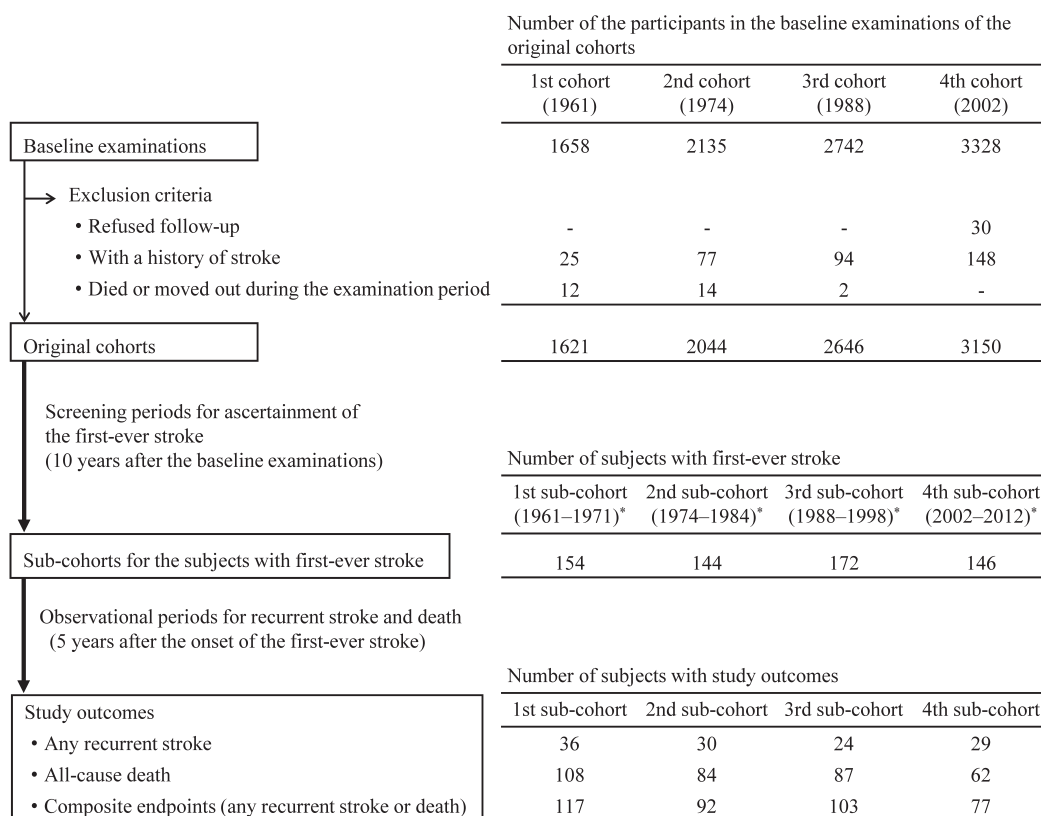 Number of the participants in the baseline examinations of the
original cohorts
1st cohort 2nd cohort 3rd cohort 4th cohort
(1961) (1974) (1988) (2002)
Baseline examinations 1658 2135 2742 3328
Exclusion criteria
• Refused follow-up - - - 30
• With a history of stroke 25 77 94 148
• Died or moved out during the examination period 12 14 2 -
Original cohorts 1621 2044 2646 3150
Screening periods for ascertainment of
the first-ever stroke
(10 years after the baseline examinations)
Number of subjects with first-ever stroke
1st sub-cohort 2nd sub-cohort 3rd sub-cohort 4th sub-cohort
(1961–1971)* (1974–1984)* (1988–1998)* (2002–2012)*
Sub-cohorts for the subjects with first-ever stroke 154 144 172 146
Observational periods for recurrent stroke and death
(5 years after the onset of the first-ever stroke)
Number of subjects with study outcomes
Study outcomes 1st sub-cohort 2nd sub-cohort 3rd sub-cohort 4th sub-cohort
• Any recurrent stroke 36 30 24 29
• All-cause death 108 84 87 62
• Composite endpoints (any recurrent stroke or death) 117 92 103 77